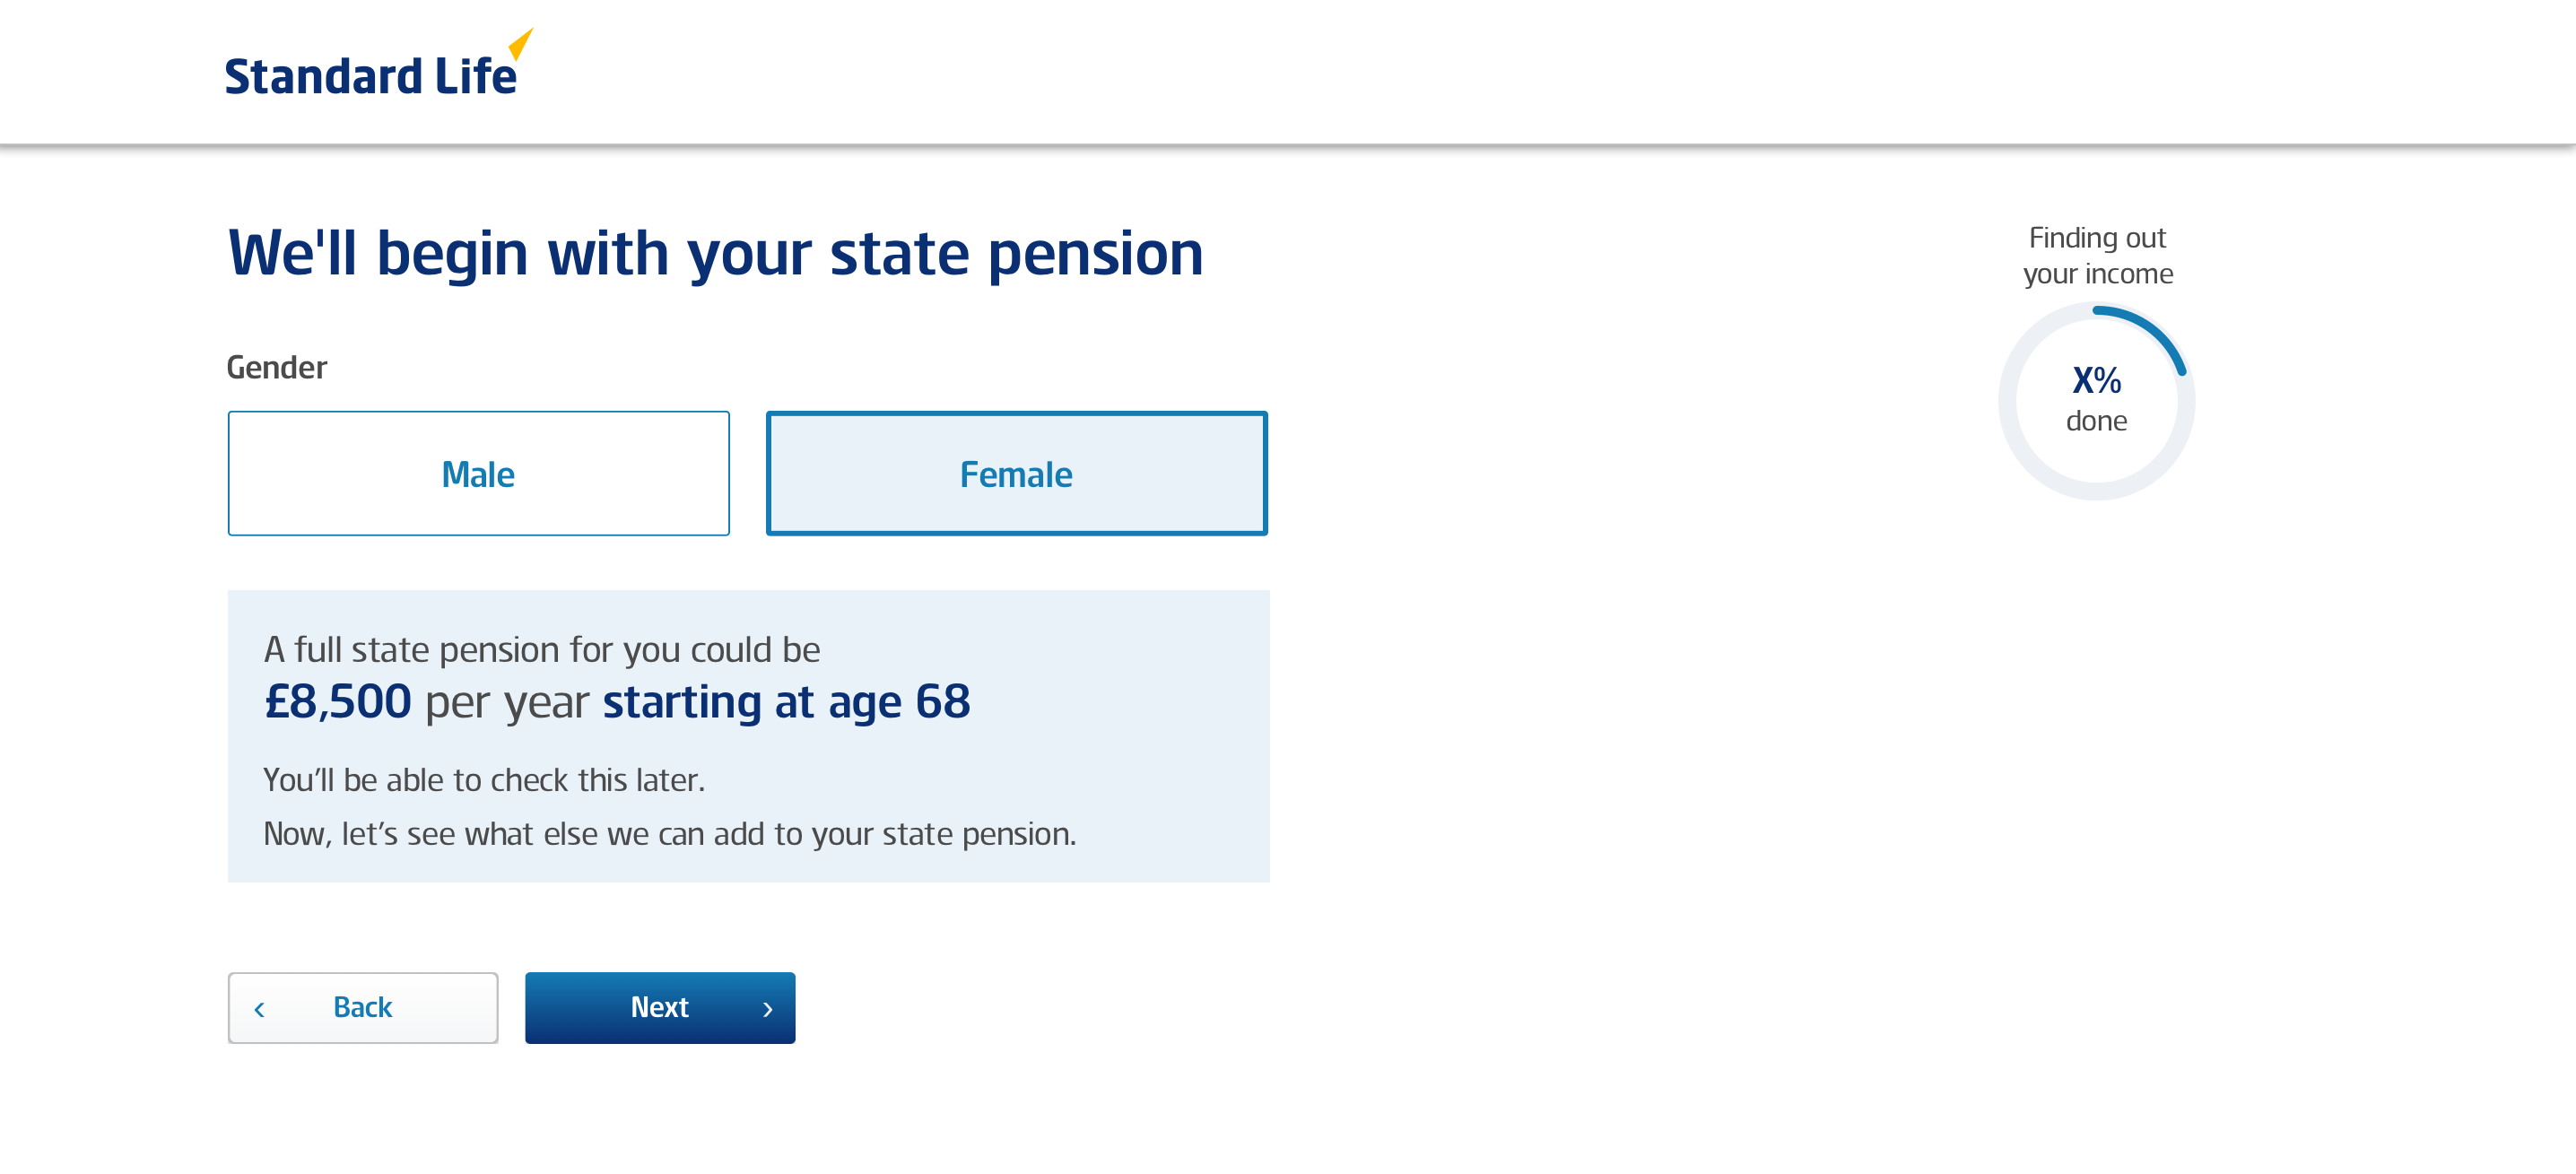 Standard Life
We'll begin with your state pension
Finding out
your income
X%
done
Gender
Male
Female
A full state pension for you could be
£8,500 per year starting at age 68
You’ll be able to check this later.
Now, let’s see what else we can add to your state pension.
‹ Back
Next ›